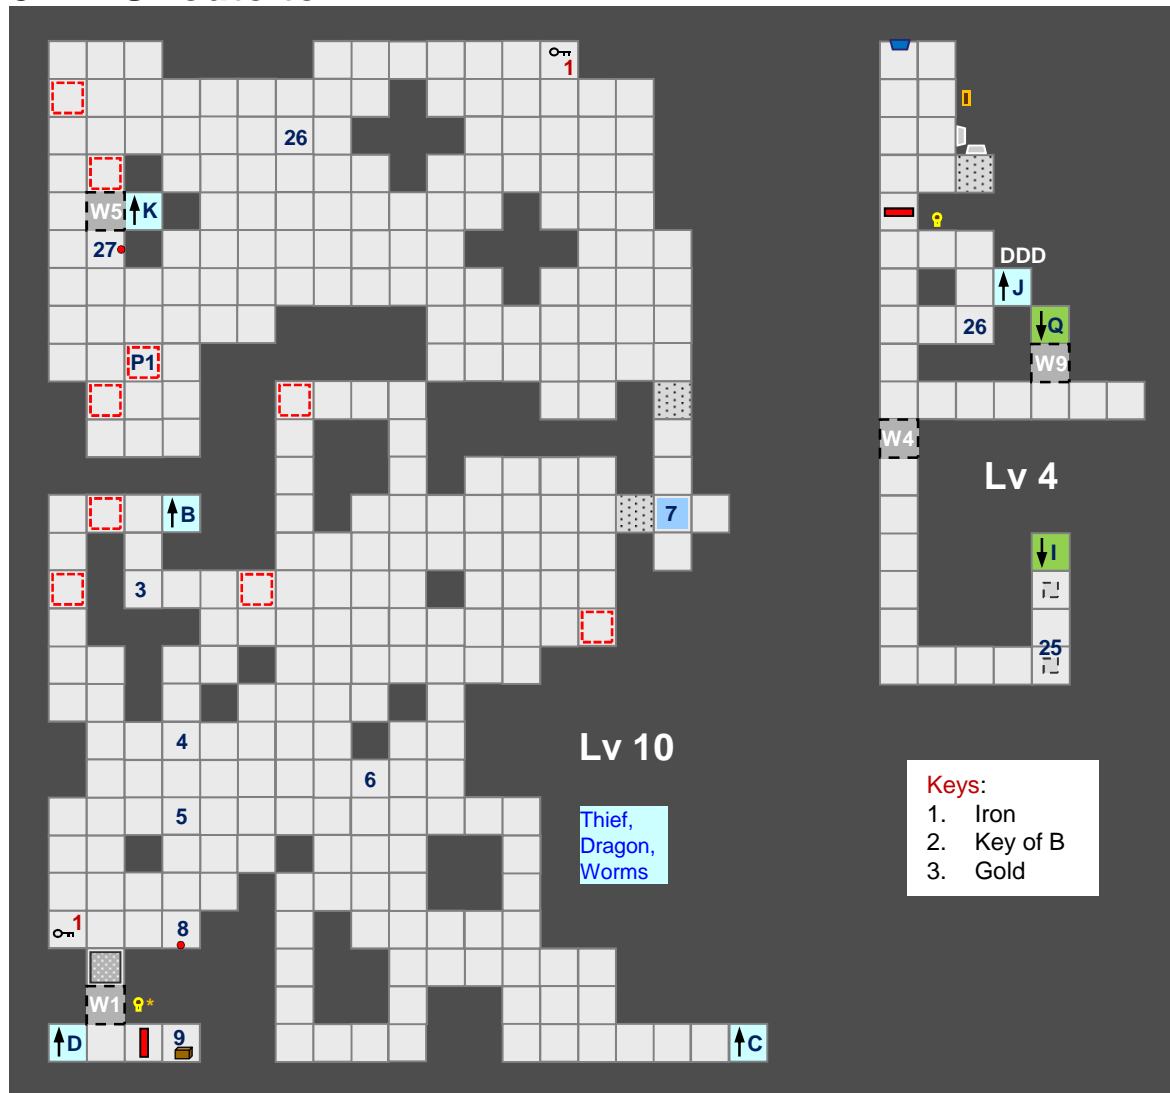 1
26
W5 K
27
DDD
J
26 Q
P1 W9
W4
Lv 4
B 7
I
3
25
4 Lv 10
6
Keys:
5 Thief,
Dragon,
Worms
1. Iron
2. Key of B
3. Gold
1 8
W1 *
D 9 C